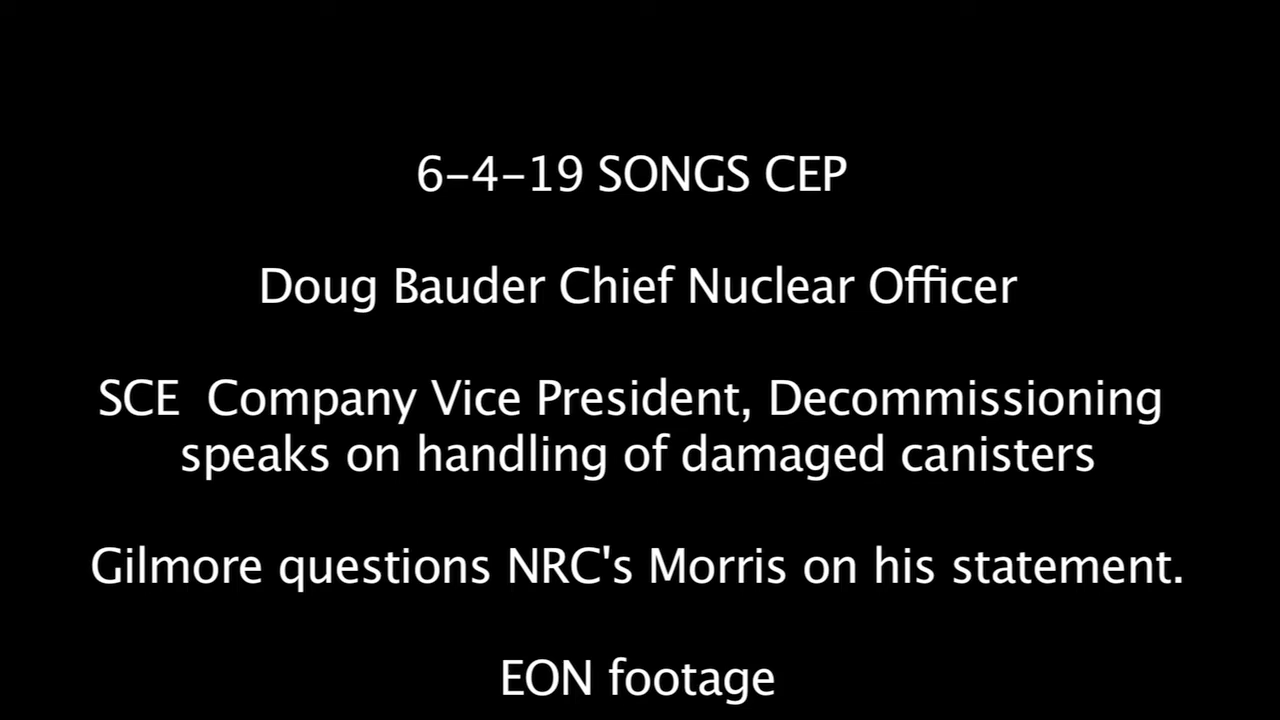 6-4-19 SONGS CEP
Doug Bauder Chief Nuclear Officer
SCE  Company Vice President, Decommissioning
speaks on handling of damaged canisters
Gilmore questions NRC's Morris on his statement.
EON footage